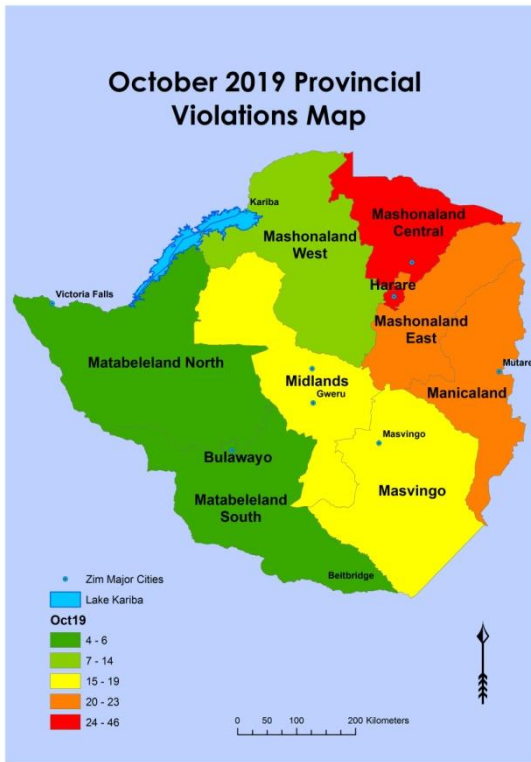 October 2019 Provincial
Violations Map
Kariba
Mashonaland
Central
Mashonaland
West
Harare
Victoria Falls
Mashonaland
East
Matabeleland North
Mutare
Midlands
Manicaland
Gweru
Masvingo
Bulawayo
Masvingo
Matabeleland
South
Beitbridge
Zim Major Cities
Lake Kariba
Oct19
4 - 6
7 - 14
15 - 19
20 - 23
24 - 46
0 50 100 200 Kilometers